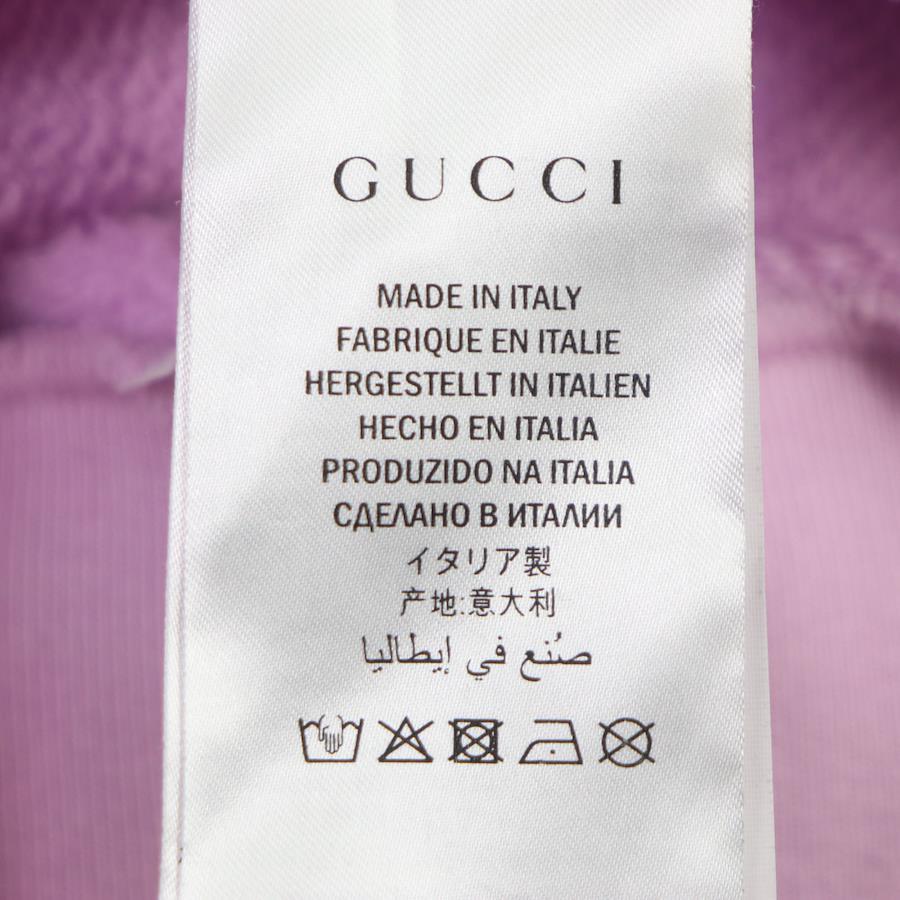 GUCCI
MADE IN ITALY
FABRIQUE EN ITALIE
HERGESTELLT IN ITALIEN
HECHO EN ITALIA
PRODUZIDO NA ITALIA
СДЕЛАНО В ИТАЛИИ
イタリア製
产地:意大利
صُنع في إيطاليا